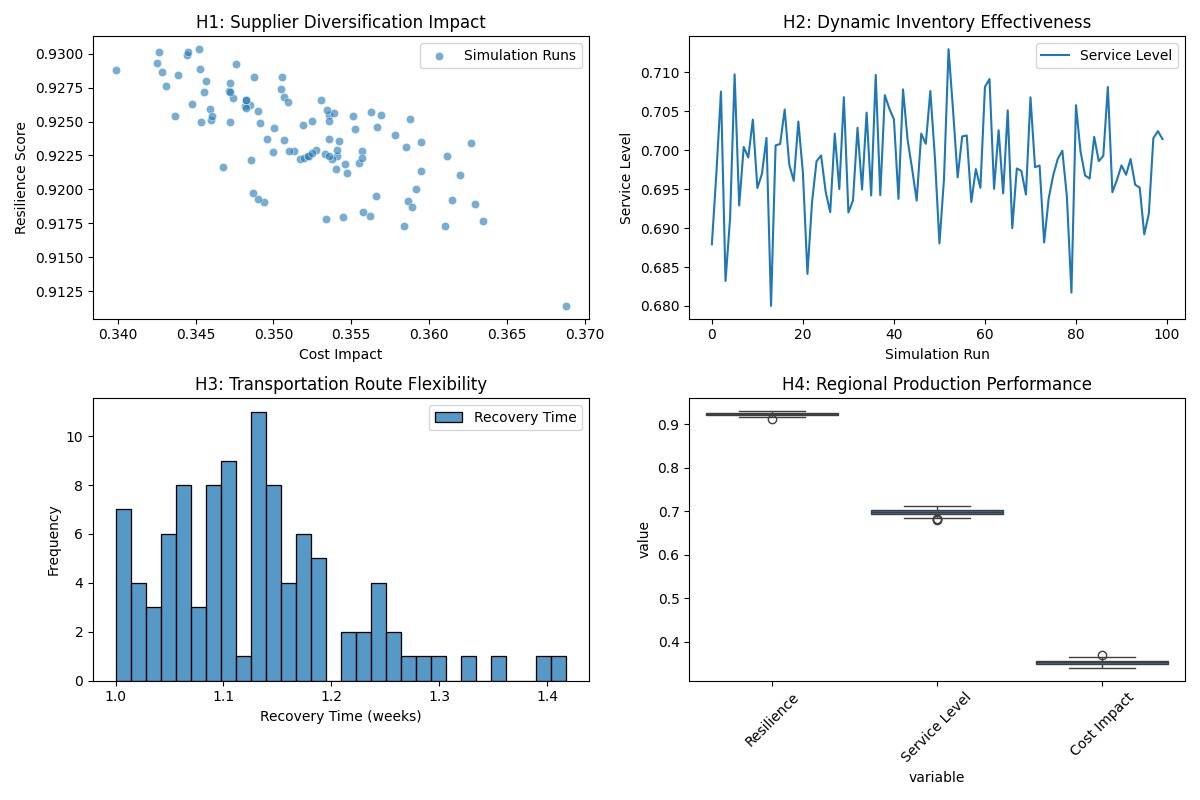 H1: Supplier Diversification Impact
Simulation Runs
Resilience Score
0.9300
0.9275
0.9250
0.9225
0.9200
0.9175
0.9150
0.9125
0.340
0.345
0.350
0.355
0.360
0.365
0.370
Cost Impact
H2: Dynamic Inventory Effectiveness
Service Level
Service Level
0.710
0.705
0.700
0.695
0.690
0.685
0.680
0
20
40
60
80
100
Simulation Run
H3: Transportation Route Flexibility
Recovery Time
Frequency
10
8
6
4
2
0
1.0
1.1
1.2
1.3
1.4
Recovery Time (weeks)
H4: Regional Production Performance
value
0.9
0.8
0.7
0.6
0.5
0.4
Resilience
Service Level
Cost Impact
variable